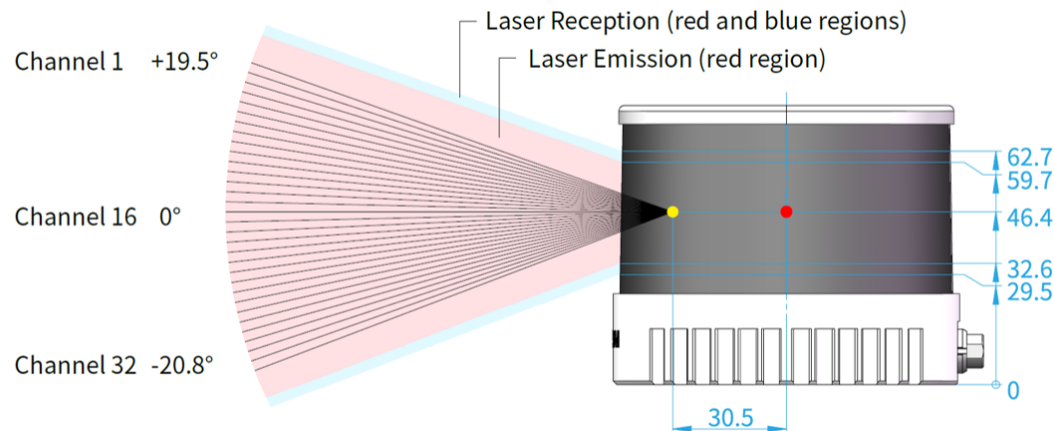 Laser Reception (red and blue regions)
Laser Emission (red region)
Channel 1 +19.5°
Channel 16 0°
Channel 32 -20.8°
62.7
59.7
46.4
32.6
29.5
0
30.5